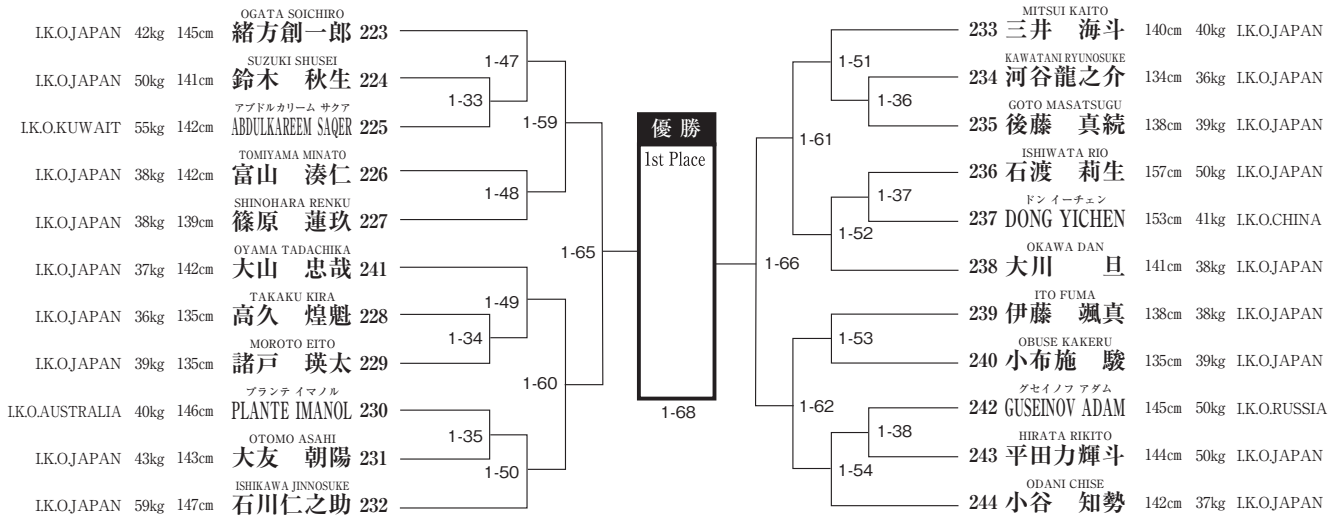 OGATA SOICHIRO
I.K.O.JAPAN 42kg 145cm 緒方創一郎 223
SUZUKI SHUSEI
I.K.O.JAPAN 50kg 141cm 鈴木 秋生 224
アブドルカリーム サクア
I.K.O.KUWAIT 55kg 142cm ABDULKAREEM SAQER 225
TOMIYAMA MINATO
I.K.O.JAPAN 38kg 142cm 富山 湊仁 226
SHINOHARA RENKU
I.K.O.JAPAN 38kg 139cm 篠原 蓮玖 227
OYAMA TADACHIKA
I.K.O.JAPAN 37kg 142cm 大山 忠哉 241
TAKAKU KIRA
I.K.O.JAPAN 36kg 135cm 高久 煌魁 228
MOROTO EITO
I.K.O.JAPAN 39kg 135cm 諸戸 瑛太 229
プランテ イマノル
I.K.O.AUSTRALIA 40kg 146cm PLANTE IMANOL 230
OTOMO ASAHI
I.K.O.JAPAN 43kg 143cm 大友 朝陽 231
ISHIKAWA JINNOSUKE
I.K.O.JAPAN 59kg 147cm 石川仁之助 232
1-47
1-33
1-59
1-48
1-65
1-49
1-34
1-60
1-35
1-50
優勝
1st Place
1-68
1-51
1-36
1-61
1-37
1-52
1-66
1-53
1-62
1-38
1-54
MITSUI KAITO
233 三井 海斗 140cm 40kg I.K.O.JAPAN
KAWATANI RYUNOSUKE
234 河谷龍之介 134cm 36kg I.K.O.JAPAN
GOTO MASATSUGU
235 後藤 真続 138cm 39kg I.K.O.JAPAN
ISHIWATA RIO
236 石渡 莉生 157cm 50kg I.K.O.JAPAN
ドン イーチェン
237 DONG YICHEN 153cm 41kg I.K.O.CHINA
OKAWA DAN
238 大川 旦 141cm 38kg I.K.O.JAPAN
ITO FUMA
239 伊藤 颯真 138cm 38kg I.K.O.JAPAN
OBUSE KAKERU
240 小布施 駿 135cm 39kg I.K.O.JAPAN
グセイノフ アダム
242 GUSEINOV ADAM 145cm 50kg I.K.O.RUSSIA
HIRATA RIKITO
243 平田力輝斗 144cm 50kg I.K.O.JAPAN
ODANI CHISE
244 小谷 知勢 142cm 37kg I.K.O.JAPAN